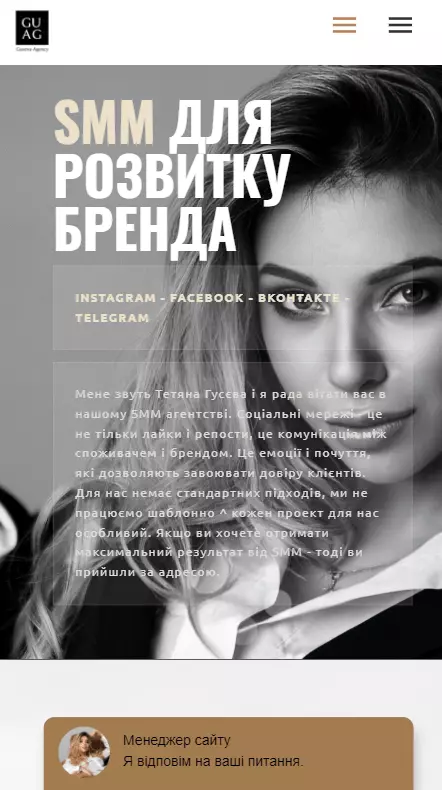 GU
AG
Guseva Agency
SMM ДЛЯ
РОЗВИТКУ
БРЕНДА
INSTAGRAM - FACEBOOK - ВКОНТАКТЕ -
TELEGRAM
Мене звуть Тетяна Гусєва і я рада вітати вас в
нашому SMM агентстві. Соціальні мережі - це
не тільки лайки і репости, це комунікація між
споживачем і брендом. Це емоції і почуття,
які дозволяють завоювати довіру клієнтів.
Для нас немає стандартних підходів, ми не
працюємо шаблонно ^ кожен проект для нас
особливий. Якщо ви хочете отримати
максимальний результат від SMM - тоді ви
прийшли за адресою.
Менеджер сайту
Я відповім на ваші питання.